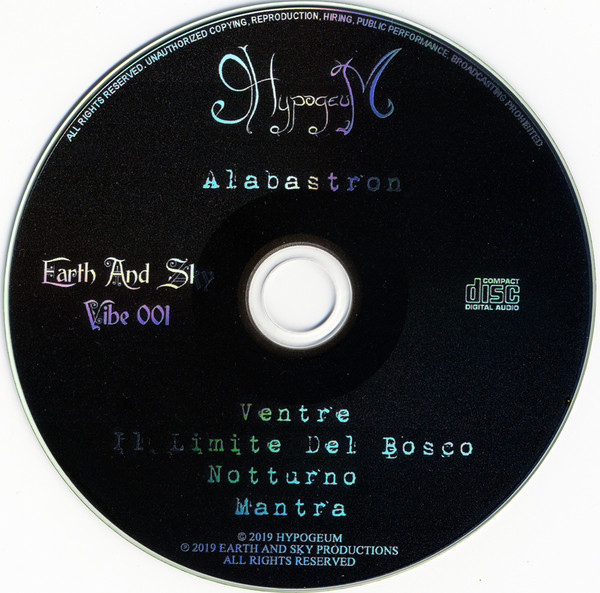 ALL RIGHTS RESERVED. UNAUTHORIZED COPYING, REPRODUCTION, HIRING, PUBLIC PERFORMANCE, BROADCASTING PROHIBITED.
HypogeuM
Alabastron
Earth And Sky
Vibe 001
COMPACT
disc
DIGITAL AUDIO
Ventre
Il Limite Del Bosco
Notturno
Mantra
© 2019 HYPOGEUM
℗ 2019 EARTH AND SKY PRODUCTIONS
ALL RIGHTS RESERVED